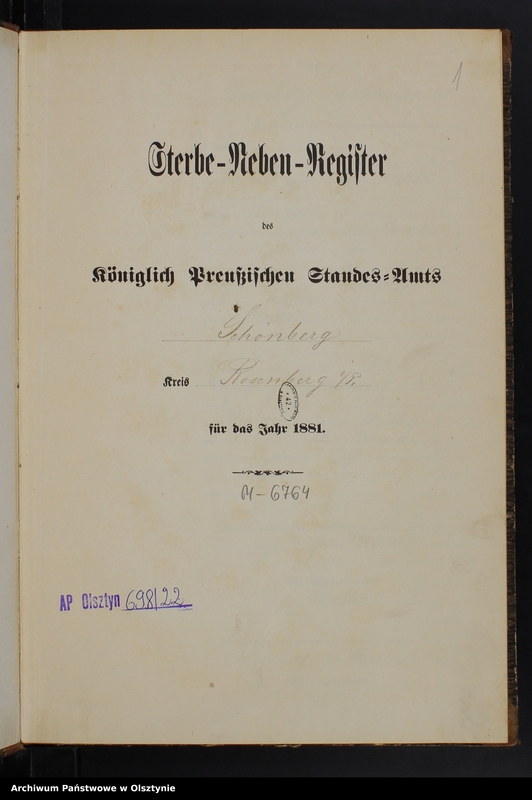 1
Sterbe-Neben-Register
des
Königlich Preußischen Standes-Amts
Schönberg
Kreis Rosenberg
für das Jahr 1881.
M-6764
AP Olsztyn 698/22
Archiwum Państwowe w Olsztynie